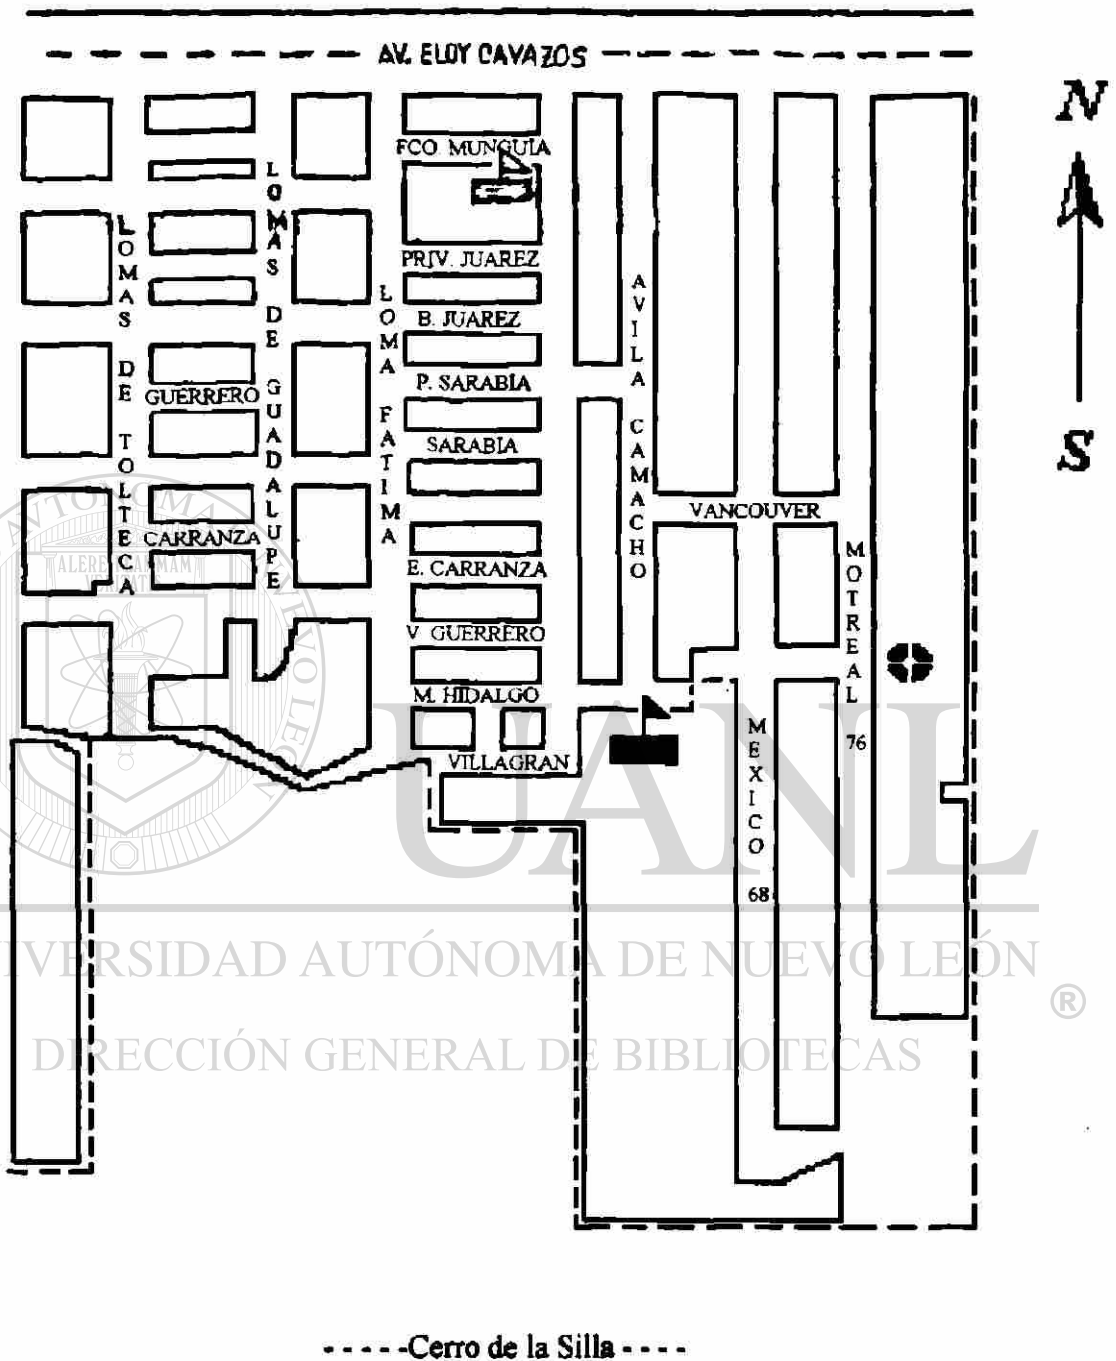 AV. ELOY CAVAZOS
N
S
FCO. MUNGUIA
PRIV. JUAREZ
B. JUAREZ
P. SARABIA
SARABIA
E. CARRANZA
V. GUERRERO
M. HIDALGO
VILLAGRAN
GUERRERO
CARRANZA
LOMAS DE TOLTECA
LOMAS DE GUADALUPE
LOMA FATIMA
AVILA CAMACHO
VANCOUVER
MOTREAL 76
MEXICO 68
UANL
UNIVERSIDAD AUTÓNOMA DE NUEVO LEÓN
®
DIRECCIÓN GENERAL DE BIBLIOTECAS
- - - - -Cerro de la Silla - - - -